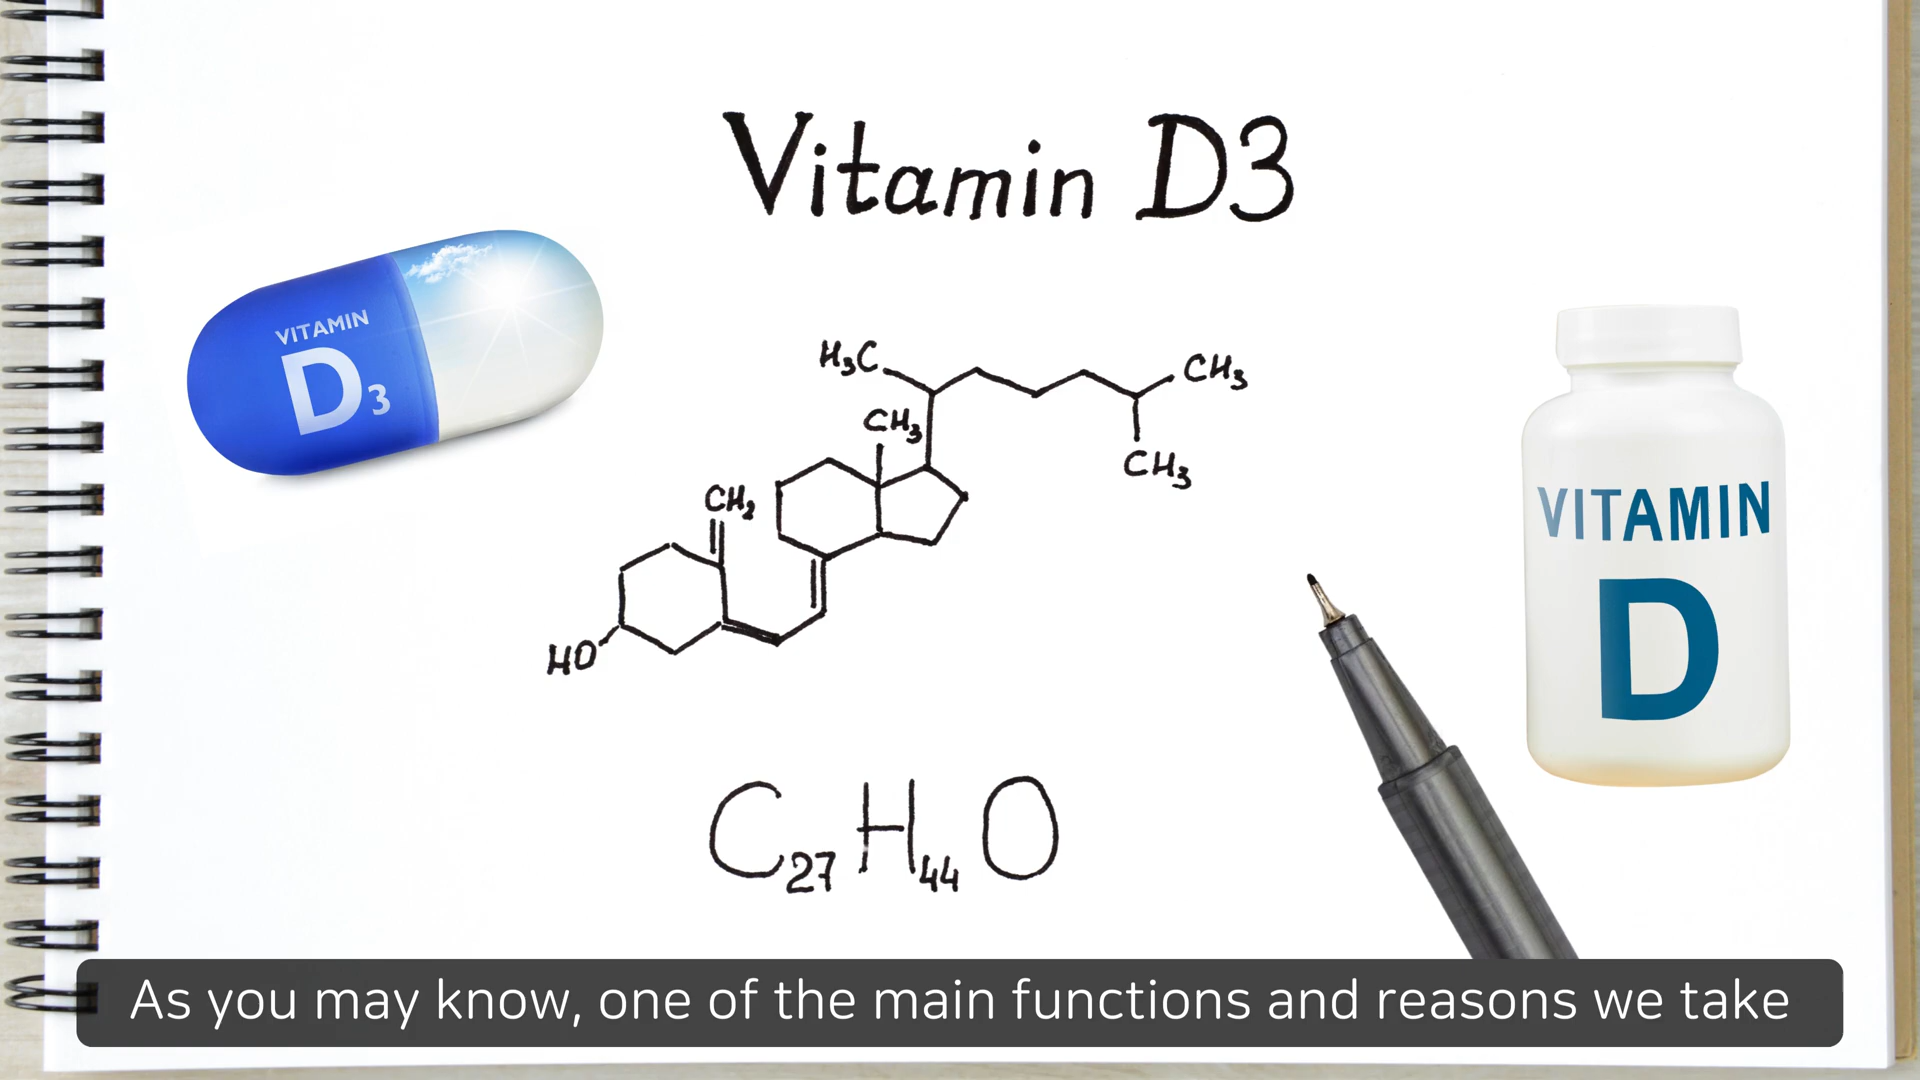 Vitamin D3
VITAMIN
D3
H3C
CH3
CH3
CH3
CH2
HO
VITAMIN
D
C27H44O
As you may know, one of the main functions and reasons we take